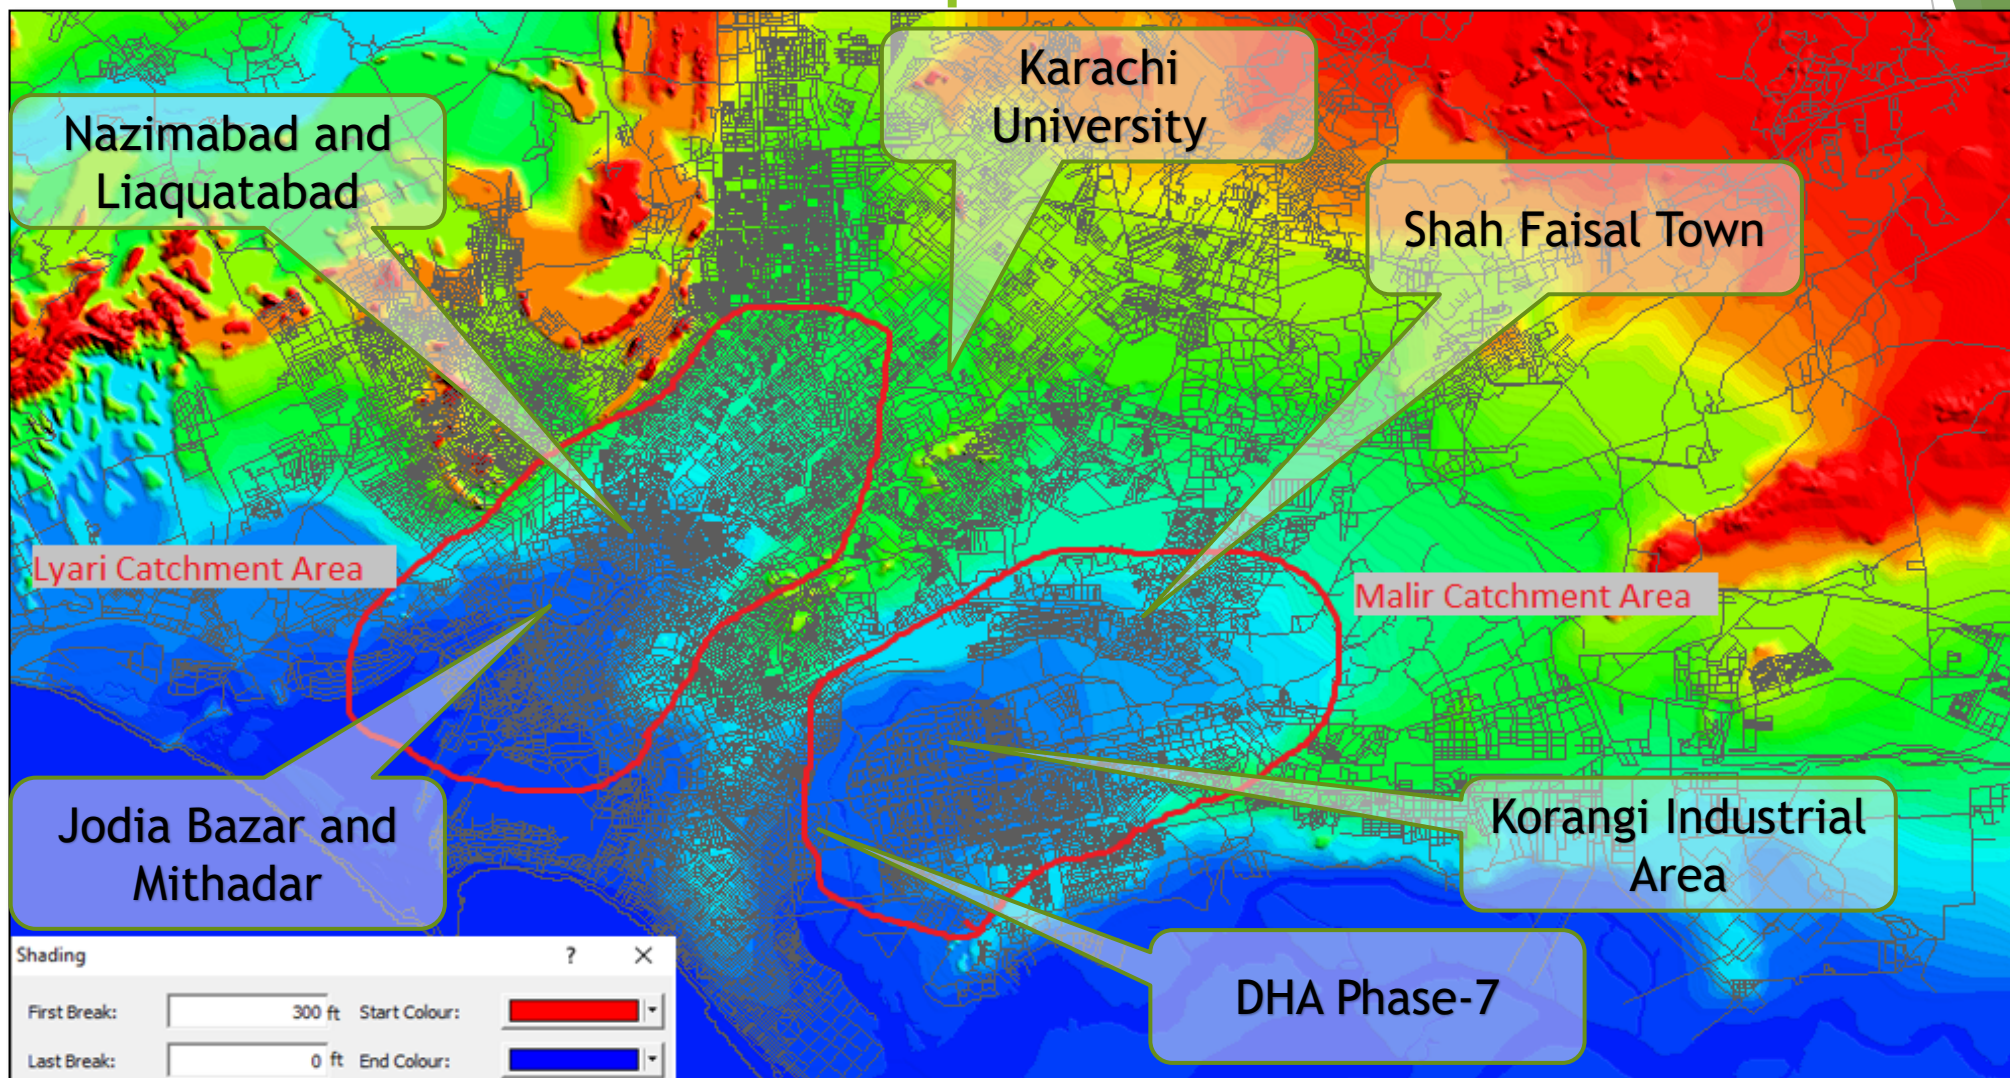 Karachi
University
Nazimabad and
Liaquatabad
Shah Faisal Town
Lyari Catchment Area
Malir Catchment Area
Jodia Bazar and
Mithadar
Korangi Industrial
Area
DHA Phase-7
Shading ? ×
First Break: 300 ft Start Colour:
Last Break: 0 ft End Colour: